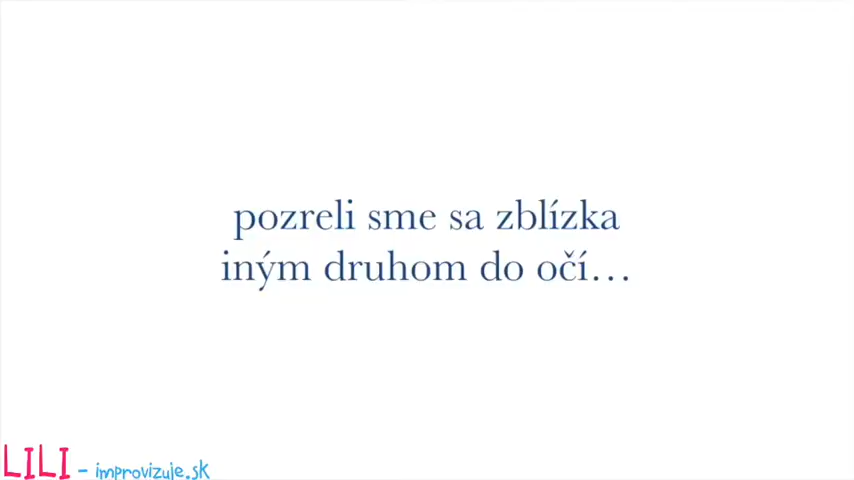 pozreli sme sa zblízka
iným druhom do očí…
LILI - improvizuje.sk